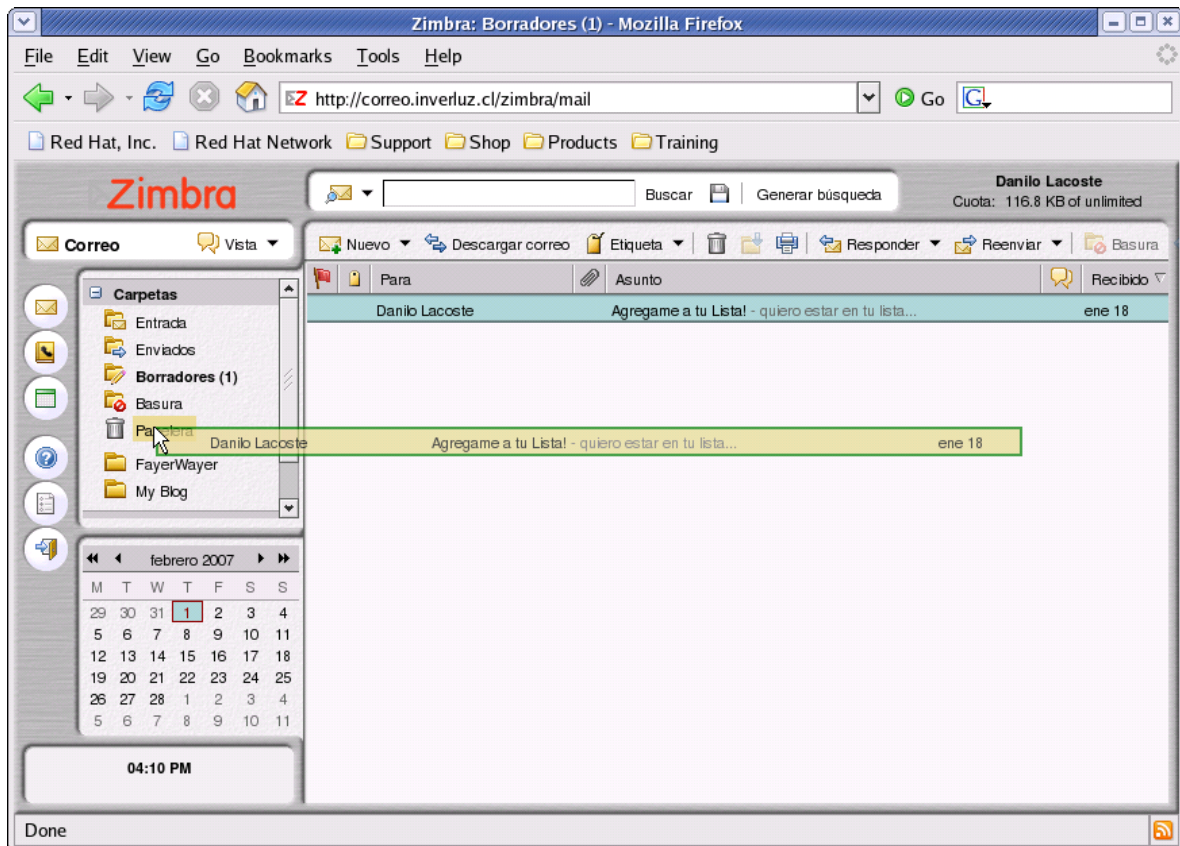 Zimbra: Borradores (1) - Mozilla Firefox
File Edit View Go Bookmarks Tools Help
http://correo.inverluz.cl/zimbra/mail Go G
Red Hat, Inc. Red Hat Network Support Shop Products Training
Zimbra
Buscar Generar búsqueda
Danilo Lacoste
Cuota: 116.8 KB of unlimited
Correo Vista
Nuevo Descargar correo Etiqueta Responder Reenviar Basura
Para Asunto Recibido
Danilo Lacoste Agregame a tu Lista! - quiero estar en tu lista... ene 18
Carpetas
Entrada
Enviados
Borradores (1)
Basura
Papelera
Danilo Lacoste Agregame a tu Lista! - quiero estar en tu lista... ene 18
FayerWayer
My Blog
febrero 2007
M T W T F S S
29 30 31 1 2 3 4
5 6 7 8 9 10 11
12 13 14 15 16 17 18
19 20 21 22 23 24 25
26 27 28 1 2 3 4
5 6 7 8 9 10 11
04:10 PM
Done